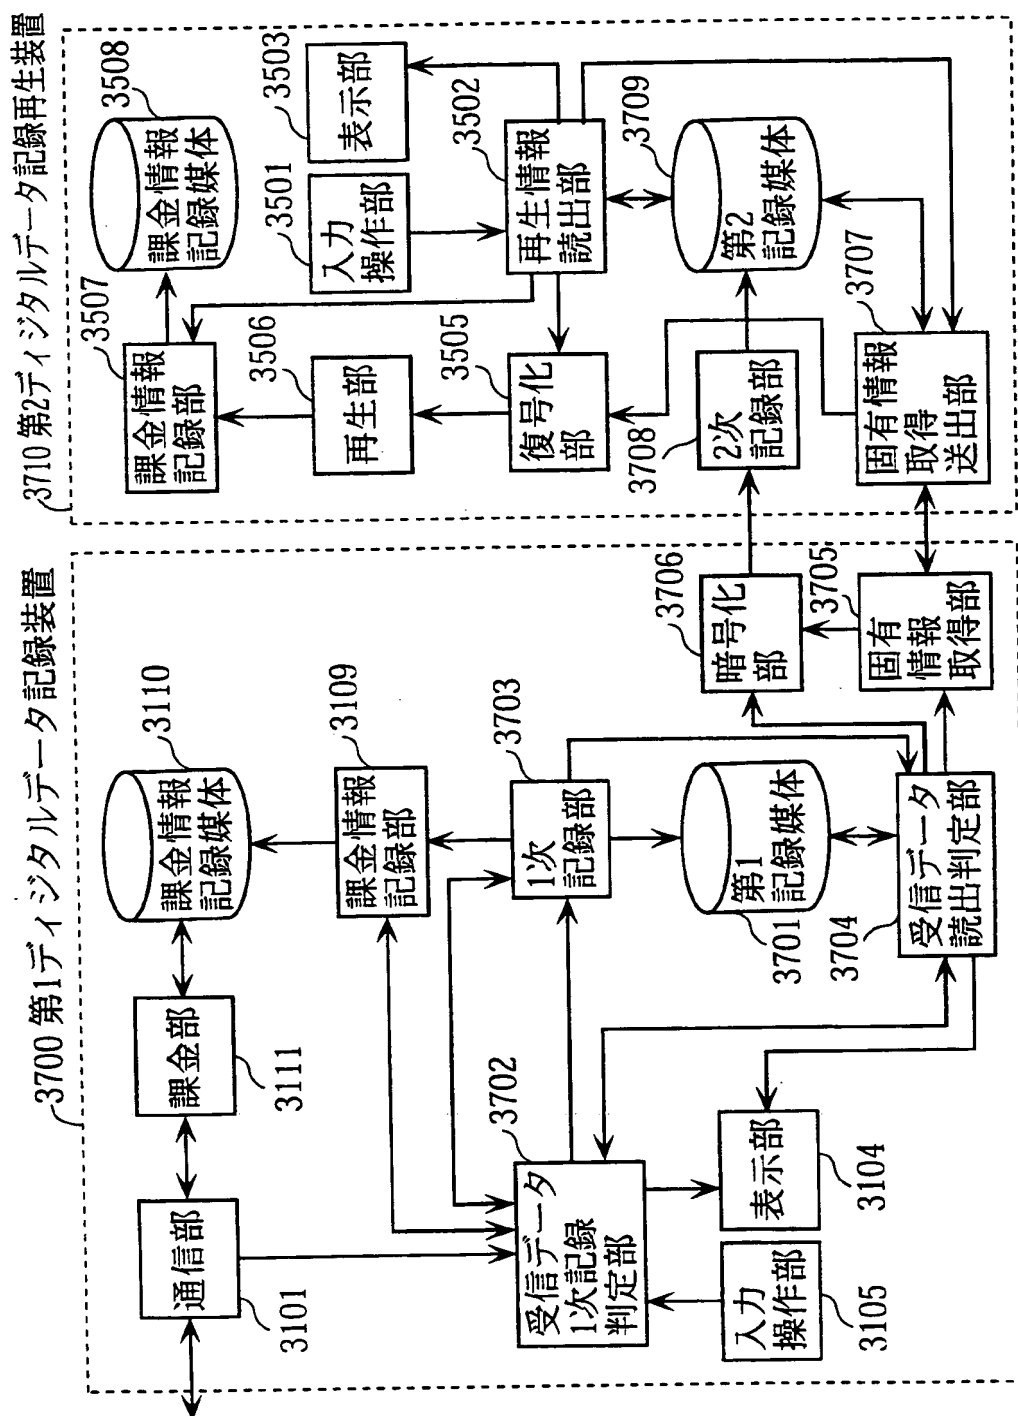 3700 第1ディジタルデータ記録装置
通信部
3101
課金部
3111
課金情報
記録媒体
3110
課金情報
記録部
3109
受信データ
1次記録
判定部
3702
1次
記録部
3703
入力
操作部
3105
表示部
3104
第1
記録媒体
3701
受信データ
読出判定部
3704
暗号化
部
3706
固有
情報
取得部
3705
3710 第2ディジタルデータ記録再生装置
課金情報
記録部
3507
課金情報
記録媒体
3508
再生部
3506
入力
操作部
3501
表示部
3503
復号化
部
3505
再生情報
読出部
3502
2次
記録部
3708
第2
記録媒体
3709
固有情報
取得
送出部
3707